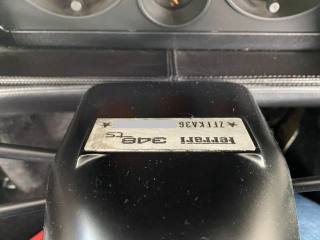 ferrari 348
TS
★ ZFFKA36 ★